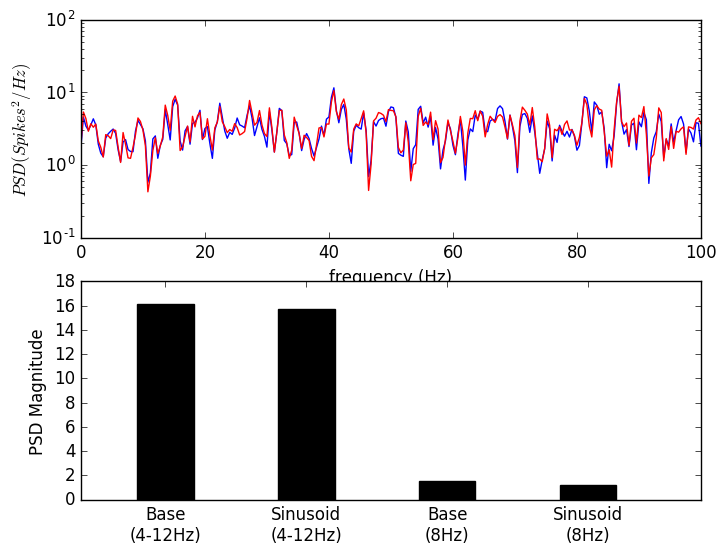 10^2
10^1
10^0
10^-1
PSD(Spikes^2/Hz)
0 20 40 60 80 100
frequency (Hz)
18
16
14
12
10
8
6
4
2
0
PSD Magnitude
Base Sinusoid Base Sinusoid
(4-12Hz) (4-12Hz) (8Hz) (8Hz)